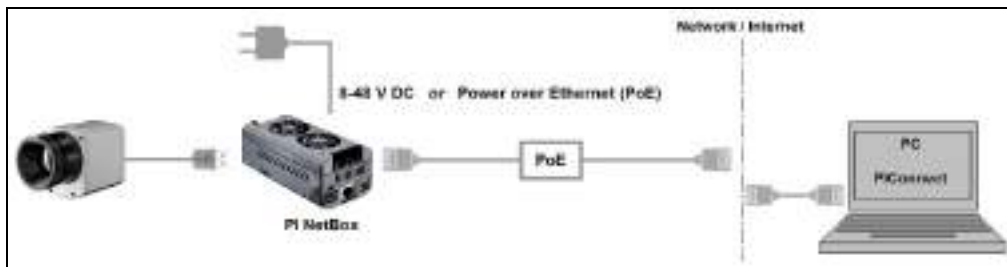 Network / Internet
8-48 V DC or Power over Ethernet (PoE)
PoE
PC
PIConnect
PI NetBox